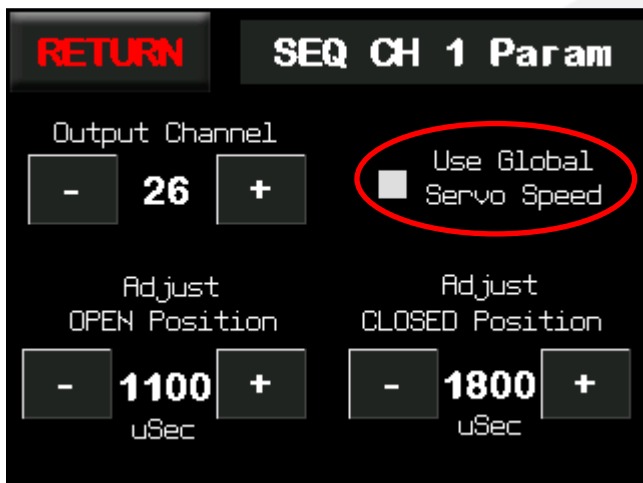 RETURN
SEQ CH 1 Param
Output Channel
- 26 +
Use Global
Servo Speed
Adjust
OPEN Position
- 1100 +
uSec
Adjust
CLOSED Position
- 1800 +
uSec